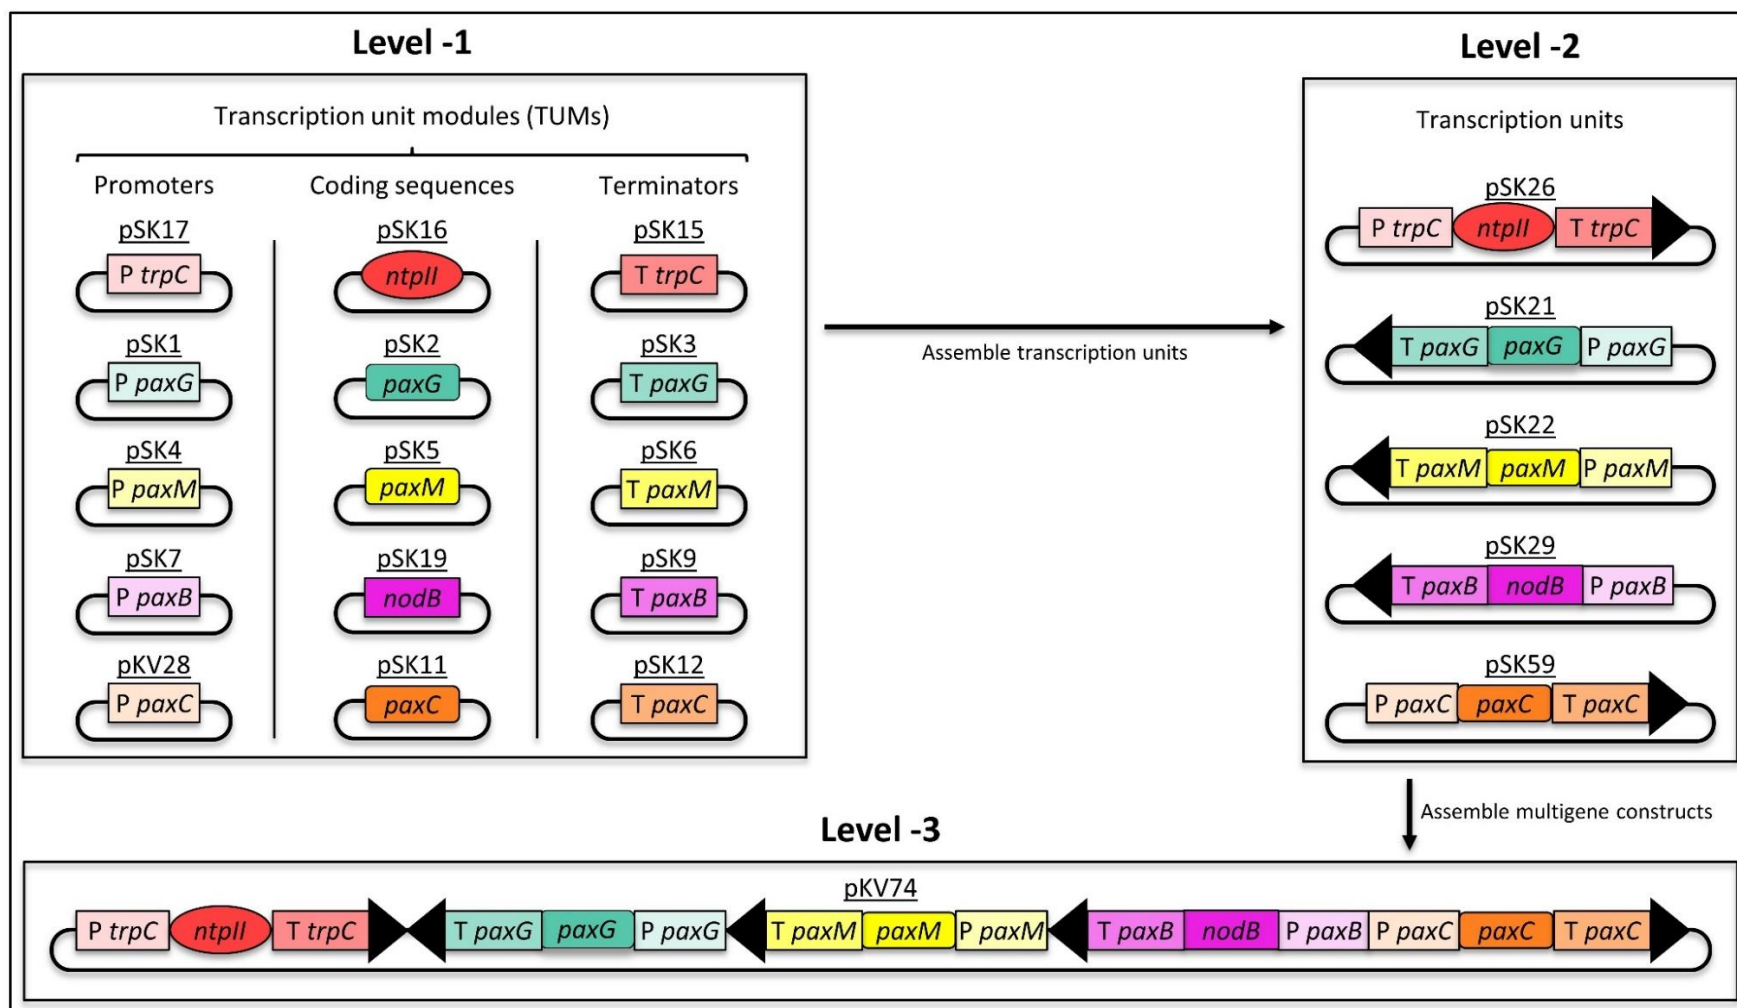 Level -1
Level -2
Transcription unit modules (TUMs)
Promoters
Coding sequences
Terminators
pSK17
pSK16
pSK15
P trpC
ntpII
T trpC
pSK1
pSK2
pSK3
P paxG
paxG
T paxG
pSK4
pSK5
pSK6
P paxM
paxM
T paxM
pSK7
pSK19
pSK9
P paxB
nodB
T paxB
pKV28
pSK11
pSK12
P paxC
paxC
T paxC
Assemble transcription units
Transcription units
pSK26
P trpC ntpII T trpC
pSK21
T paxG paxG P paxG
pSK22
T paxM paxM P paxM
pSK29
T paxB nodB P paxB
pSK59
P paxC paxC T paxC
Assemble multigene constructs
Level -3
pKV74
P trpC ntpII T trpC T paxG paxG P paxG T paxM paxM P paxM T paxB nodB P paxB P paxC paxC T paxC